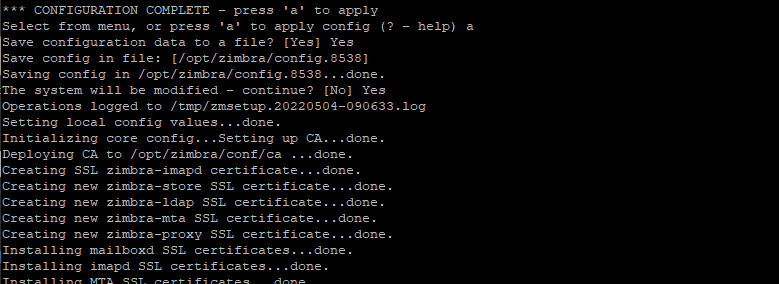 *** CONFIGURATION COMPLETE - press 'a' to apply
Select from menu, or press 'a' to apply config (? - help) a
Save configuration data to a file? [Yes] Yes
Save config in file: [/opt/zimbra/config.8538]
Saving config in /opt/zimbra/config.8538...done.
The system will be modified - continue? [No] Yes
Operations logged to /tmp/zmsetup.20220504-090633.log
Setting local config values...done.
Initializing core config...Setting up CA...done.
Deploying CA to /opt/zimbra/conf/ca ...done.
Creating SSL zimbra-imapd certificate...done.
Creating new zimbra-store SSL certificate...done.
Creating new zimbra-ldap SSL certificate...done.
Creating new zimbra-mta SSL certificate...done.
Creating new zimbra-proxy SSL certificate...done.
Installing mailboxd SSL certificates...done.
Installing imapd SSL certificates...done.
Installing MTA SSL certificates...done.